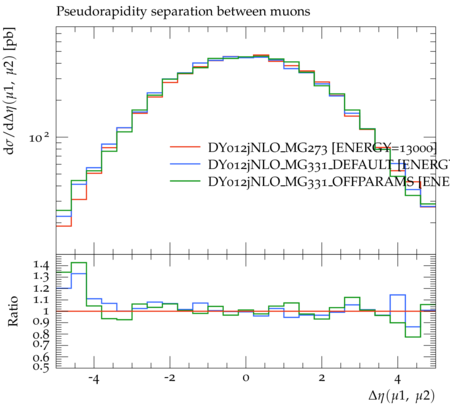 Pseudorapidity separation between muons
dσ/dΔη(μ1, μ2) [pb]
10²
DY012jNLO_MG273 [ENERGY=13000]
DY012jNLO_MG331_DEFAULT [ENERGY
DY012jNLO_MG331_OFFPARAMS [ENE
Ratio
1.4
1.3
1.2
1.1
1
0.9
0.8
0.7
0.6
0.5
-4 -2 0 2 4
Δη(μ1, μ2)